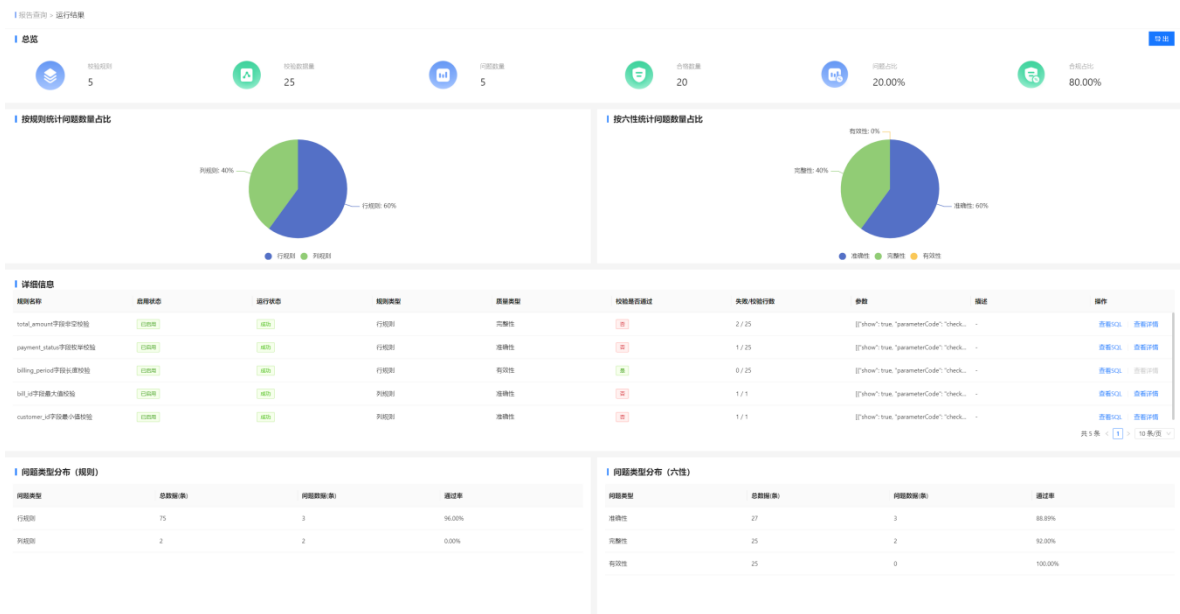 报告查询 > 运行结果
总览
导出
校验规则
5
校验数据量
25
问题数量
5
合格数量
20
问题占比
20.00%
合规占比
80.00%
按规则统计问题数量占比
列规则: 40%
行规则: 60%
行规则 列规则
按六性统计问题数量占比
有效性: 0%
完整性: 40%
准确性: 60%
准确性 完整性 有效性
详细信息
规则名称 启用状态 运行状态 规则类型 质量类型 校验是否通过 失败/校验行数 参数 描述 操作
total_amount字段非空校验 已启用 成功 行规则 完整性 否 2 / 25 [{"show": true, "parameterCode": "check... - 查看SQL 查看详情
payment_status字段枚举校验 已启用 成功 行规则 准确性 否 1 / 25 [{"show": true, "parameterCode": "check... - 查看SQL 查看详情
billing_period字段长度校验 已启用 成功 行规则 有效性 是 0 / 25 [{"show": true, "parameterCode": "check... - 查看SQL 查看详情
bill_id字段最大值校验 已启用 成功 列规则 准确性 否 1 / 1 [{"show": true, "parameterCode": "check... - 查看SQL 查看详情
customer_id字段最小值校验 已启用 成功 列规则 准确性 否 1 / 1 [{"show": true, "parameterCode": "check... - 查看SQL 查看详情
共 5 条 < 1 > 10 条/页
问题类型分布（规则）
问题类型 总数据(条) 问题数据(条) 通过率
行规则 75 3 96.00%
列规则 2 2 0.00%
问题类型分布（六性）
问题类型 总数据(条) 问题数据(条) 通过率
准确性 27 3 88.89%
完整性 25 2 92.00%
有效性 25 0 100.00%